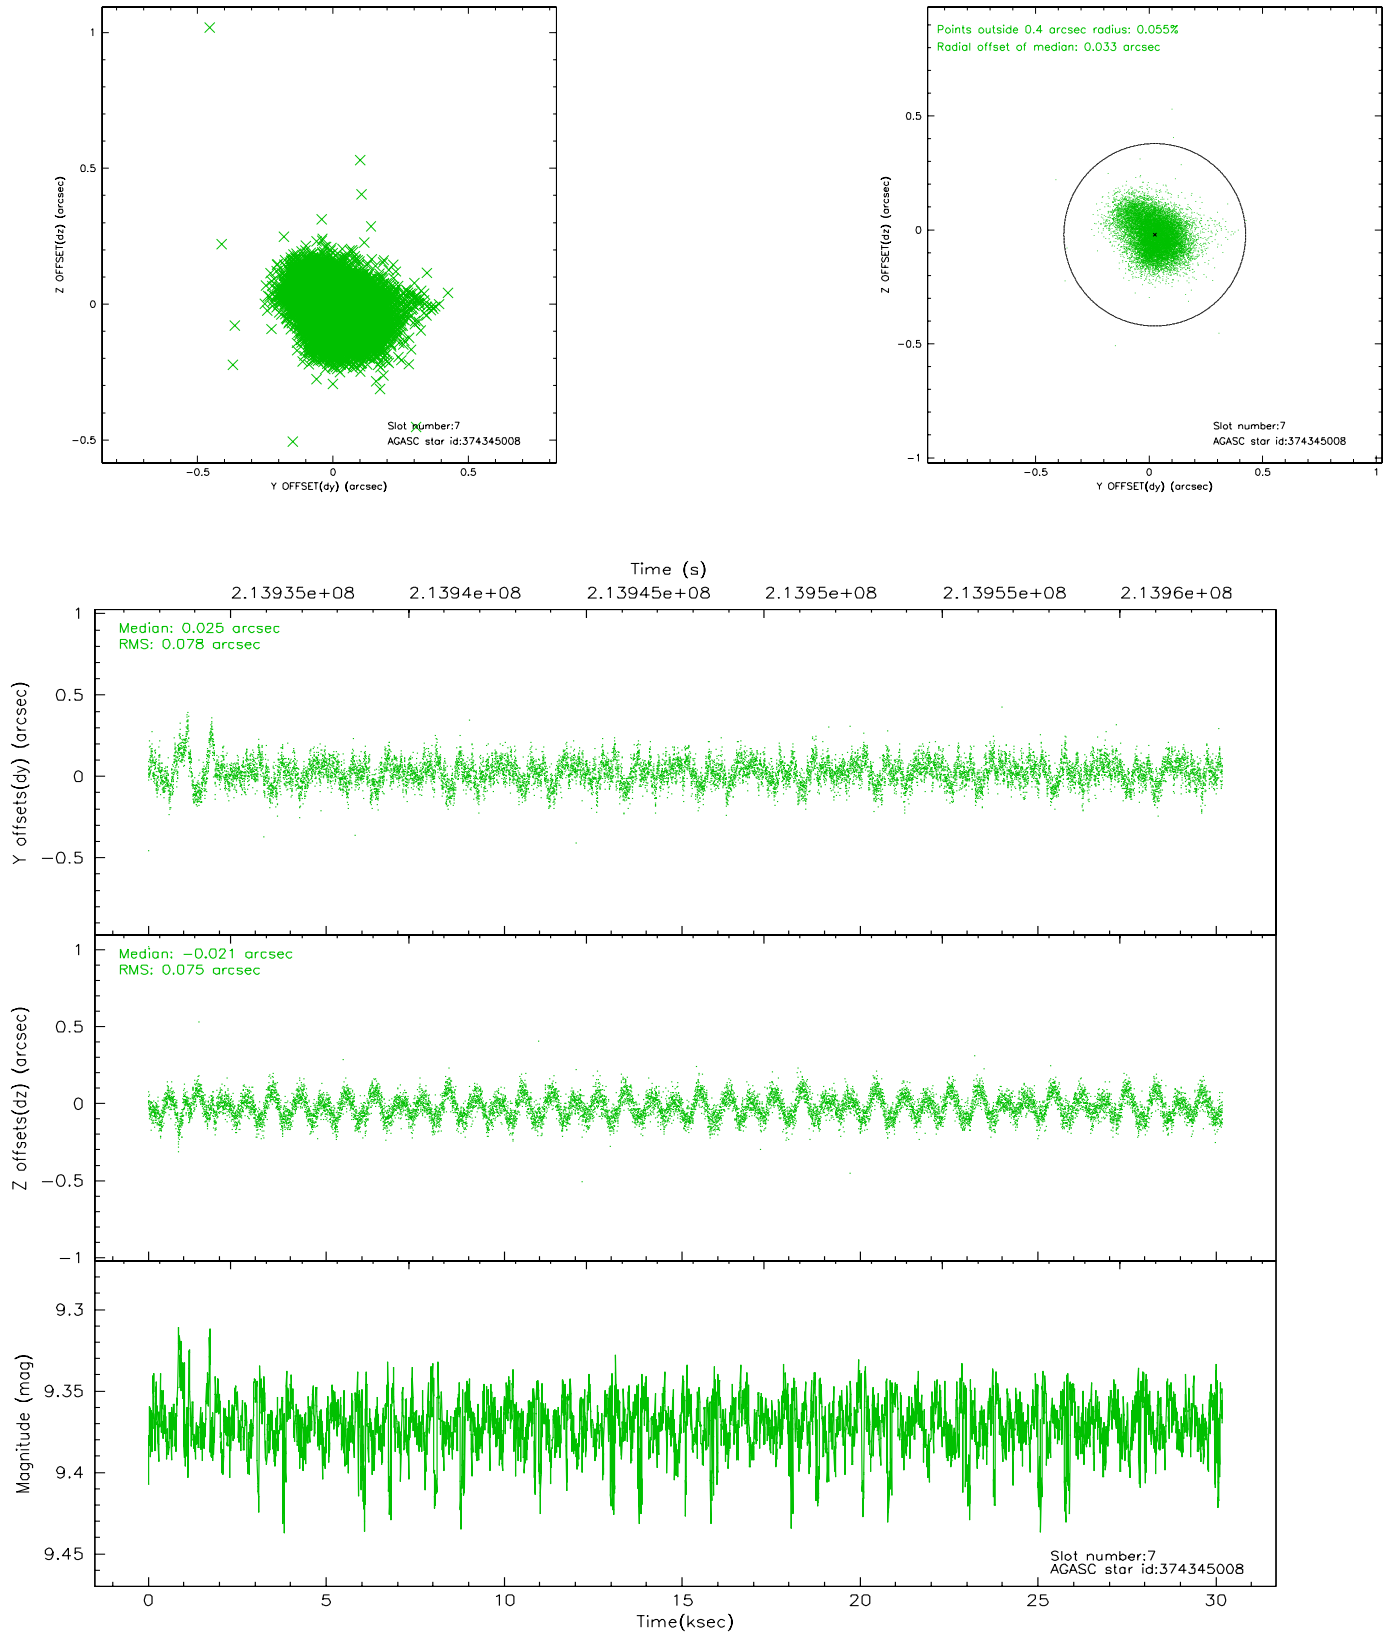 1
0.5
0
−0.5
−0.5
0
0.5
Z OFFSET(dz) (arcsec)
Y OFFSET(dy) (arcsec)
Slot number:7
AGASC star id:374345008
Points outside 0.4 arcsec radius: 0.055%
Radial offset of median: 0.033 arcsec
0.5
0
−0.5
−1
−0.5
0
0.5
1
Z OFFSET(dz) (arcsec)
Y OFFSET(dy) (arcsec)
Slot number:7
AGASC star id:374345008
Time (s)
2.13935e+08 2.1394e+08 2.13945e+08 2.1395e+08 2.13955e+08 2.1396e+08
Median: 0.025 arcsec
RMS: 0.078 arcsec
1
0.5
0
−0.5
Y offsets(dy) (arcsec)
Median: −0.021 arcsec
RMS: 0.075 arcsec
1
0.5
0
−0.5
−1
Z offsets(dz) (arcsec)
9.3
9.35
9.4
9.45
Magnitude (mag)
Slot number:7
AGASC star id:374345008
0 5 10 15 20 25 30
Time(ksec)